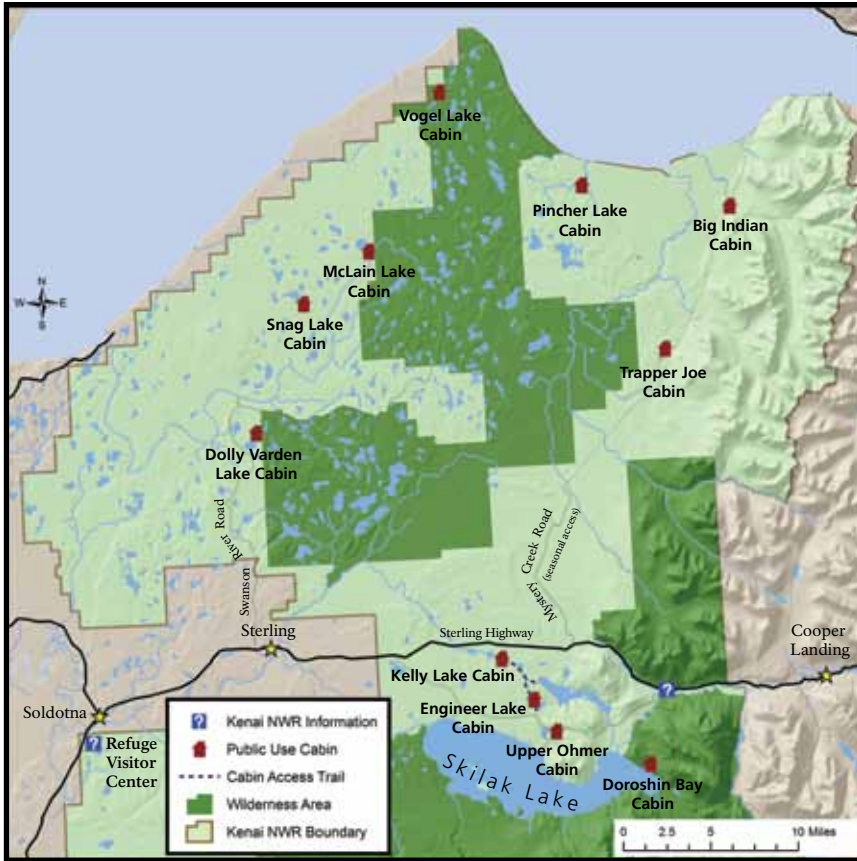 Vogel Lake
Cabin
Pincher Lake
Cabin
Big Indian
Cabin
McLain Lake
Cabin
N
W E
S
Snag Lake
Cabin
Trapper Joe
Cabin
Dolly Varden
Lake Cabin
Swanson River Road
Mystery Creek Road
(seasonal access)
Sterling
Sterling Highway
Cooper
Landing
Kelly Lake Cabin
Soldotna
Engineer Lake
Cabin
Refuge
Visitor
Center
Upper Ohmer
Cabin
Skilak Lake
Doroshin Bay
Cabin
? Kenai NWR Information
Public Use Cabin
Cabin Access Trail
Wilderness Area
Kenai NWR Boundary
0 2.5 5 10 Miles